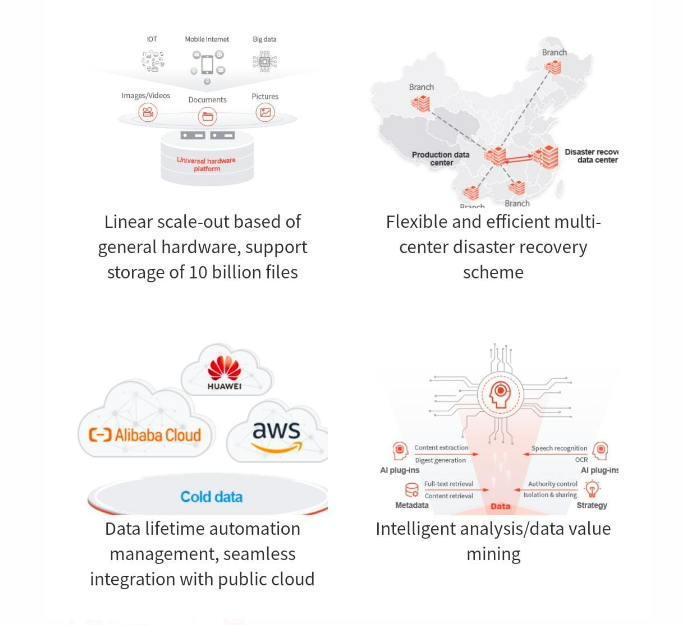 IOT
Mobile Internet
Big data
Images/Videos
Documents
Pictures
Universal hardware
platform
Linear scale-out based of
general hardware, support
storage of 10 billion files
Branch
Branch
Production data
center
Disaster recove
data center
Branch
Branch
Flexible and efficient multi-
center disaster recovery
scheme
HUAWEI
Alibaba Cloud
aws
Cold data
Data lifetime automation
management, seamless
integration with public cloud
Content extraction
Speech recognition
Digest generation
OCR
AI plug-ins
AI plug-ins
Full-text retrieval
Authority control
Content retrieval
Isolation & sharing
Metadata
Data
Strategy
Intelligent analysis/data value
mining